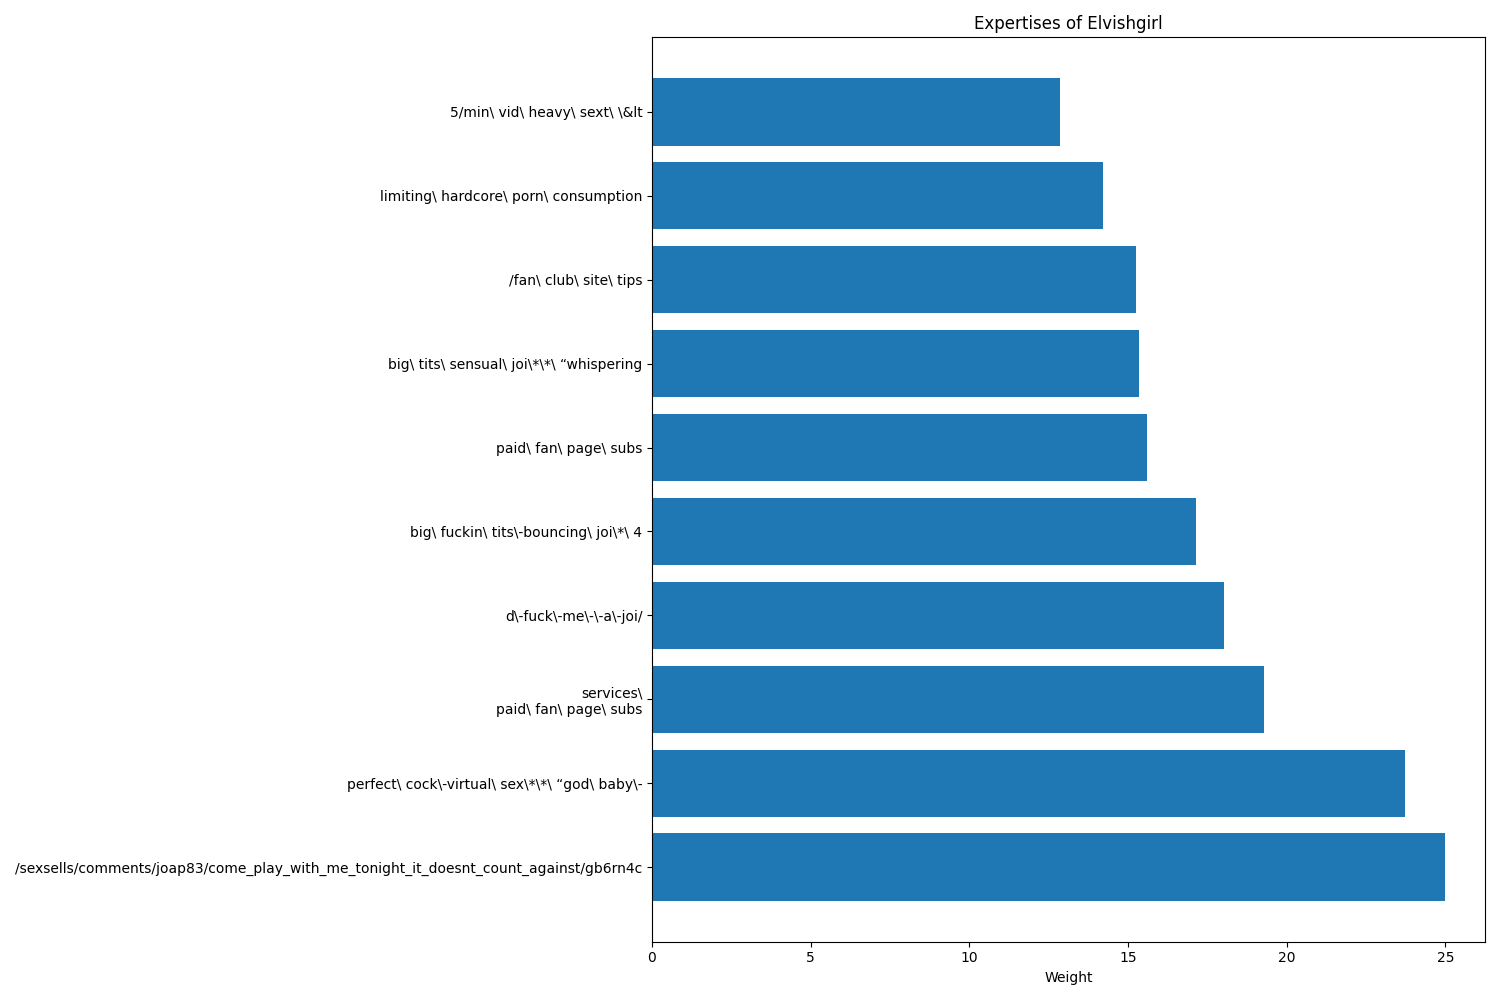 Expertises of Elvishgirl
5/min\ vid\ heavy\ sext\ \&lt
limiting\ hardcore\ porn\ consumption
/fan\ club\ site\ tips
big\ tits\ sensual\ joi\*\*\ “whispering
paid\ fan\ page\ subs
big\ fuckin\ tits\-bouncing\ joi\*\ 4
d\-fuck\-me\-\-a\-joi/
services\
paid\ fan\ page\ subs
perfect\ cock\-virtual\ sex\*\*\ “god\ baby\-
/sexsells/comments/joap83/come_play_with_me_tonight_it_doesnt_count_against/gb6rn4c
0 5 10 15 20 25
Weight